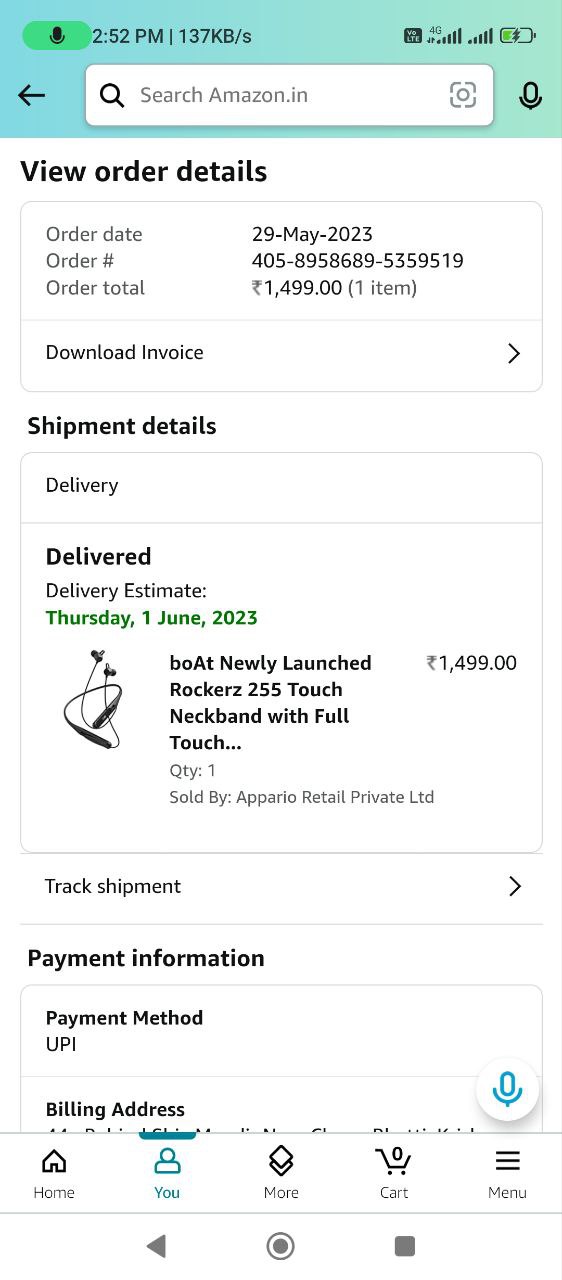 2:52 PM | 137KB/s
Vo LTE 4G
Search Amazon.in
View order details
Order date 29-May-2023
Order # 405-8958689-5359519
Order total ₹1,499.00 (1 item)
Download Invoice
Shipment details
Delivery
Delivered
Delivery Estimate:
Thursday, 1 June, 2023
boAt Newly Launched ₹1,499.00
Rockerz 255 Touch
Neckband with Full
Touch...
Qty: 1
Sold By: Appario Retail Private Ltd
Track shipment
Payment information
Payment Method
UPI
Billing Address
0
Home You More Cart Menu